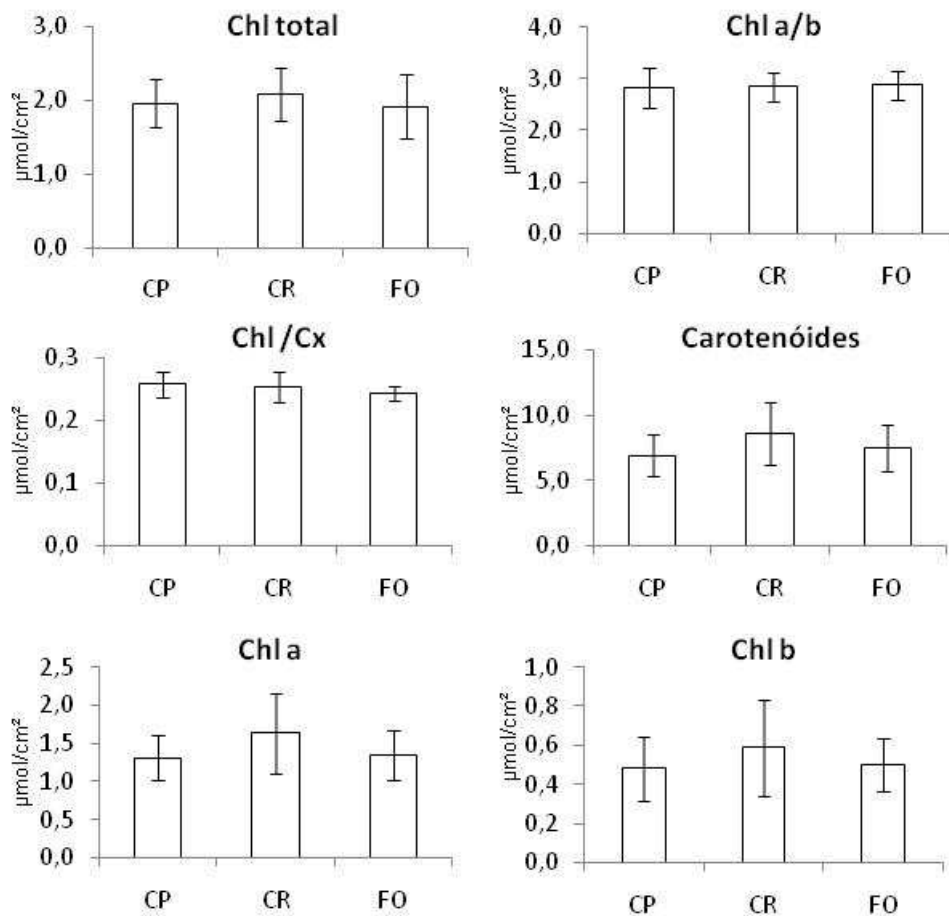 Chl total
3,0
2,0
1,0
0,0
µmol/cm²
CP CR FO
Chl a/b
4,0
3,0
2,0
1,0
0,0
µmol/cm²
CP CR FO
Chl /Cx
0,3
0,2
0,1
0,0
µmol/cm²
CP CR FO
Carotenóides
15,0
10,0
5,0
0,0
µmol/cm²
CP CR FO
Chl a
2,5
2,0
1,5
1,0
0,5
0,0
µmol/cm²
CP CR FO
Chl b
1,0
0,8
0,6
0,4
0,2
0,0
µmol/cm²
CP CR FO